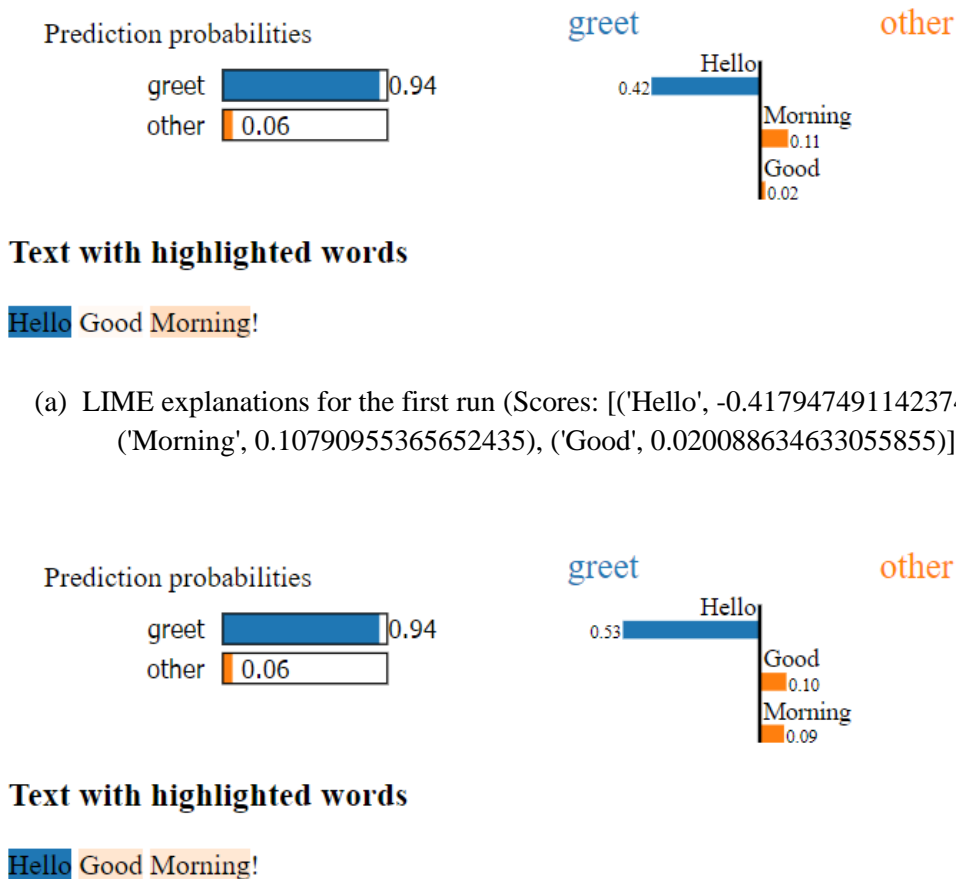 greet other
Prediction probabilities
Hello
greet 0.94
0.42
Morning
other 0.06
0.11
Good
0.02
Text with highlighted words
Hello Good Morning!
(a) LIME explanations for the first run (Scores: [('Hello', -0.417947491142374
('Morning', 0.10790955365652435), ('Good', 0.020088634633055855)]
greet other
Prediction probabilities
Hello
greet 0.94
0.53
Good
other 0.06
0.10
Morning
0.09
Text with highlighted words
Hello Good Morning!